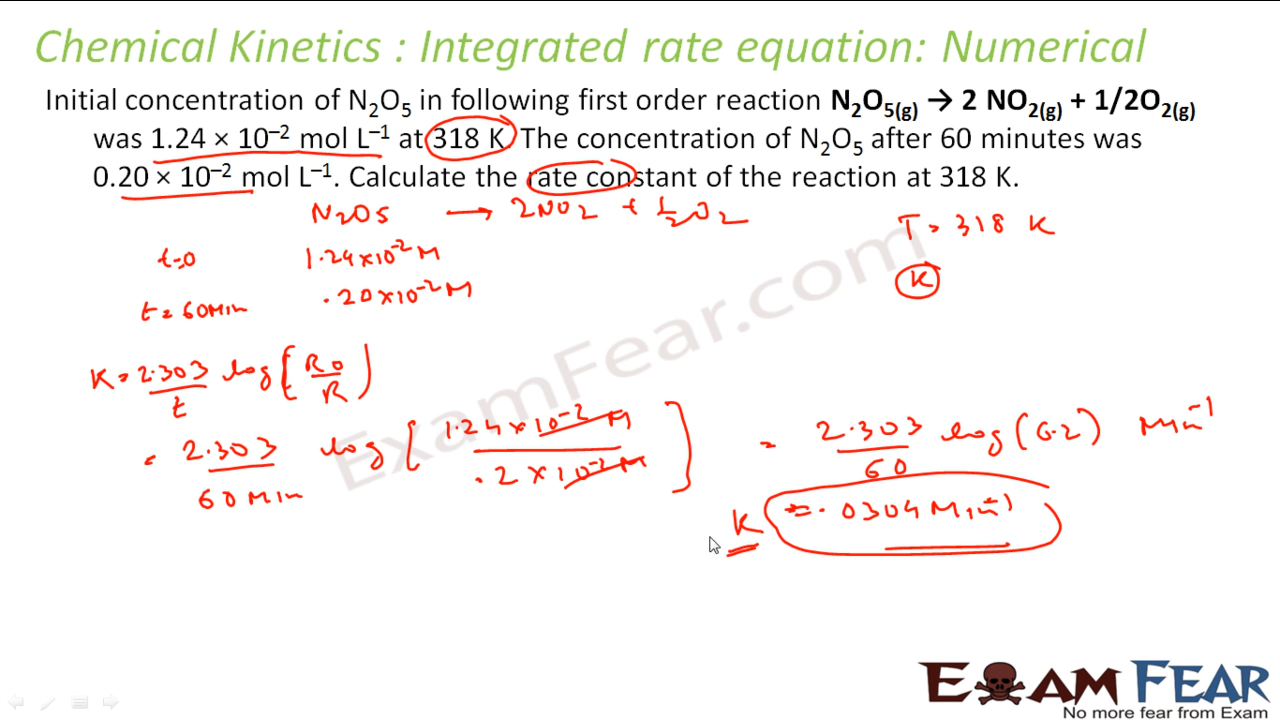 Chemical Kinetics : Integrated rate equation: Numerical
Initial concentration of N₂O₅ in following first order reaction N₂O₅(g) → 2 NO₂(g) + 1/2O₂(g)
was 1.24 × 10⁻² mol L⁻¹ at 318 K. The concentration of N₂O₅ after 60 minutes was
0.20 × 10⁻² mol L⁻¹. Calculate the rate constant of the reaction at 318 K.
N2O5 → 2NO2 + ½O2
T = 318 K
t=0 1.24×10⁻² M
K
t = 60 Min .20×10⁻² M
K = 2.303/t log[R0/R]
= 2.303/60 Min log[1.24×10⁻² M/.2×10⁻² M]
= 2.303/60 log(6.2) Min⁻¹
K = .0304 Min⁻¹
ExamFear.com
EXAM FEAR
No more fear from Exam